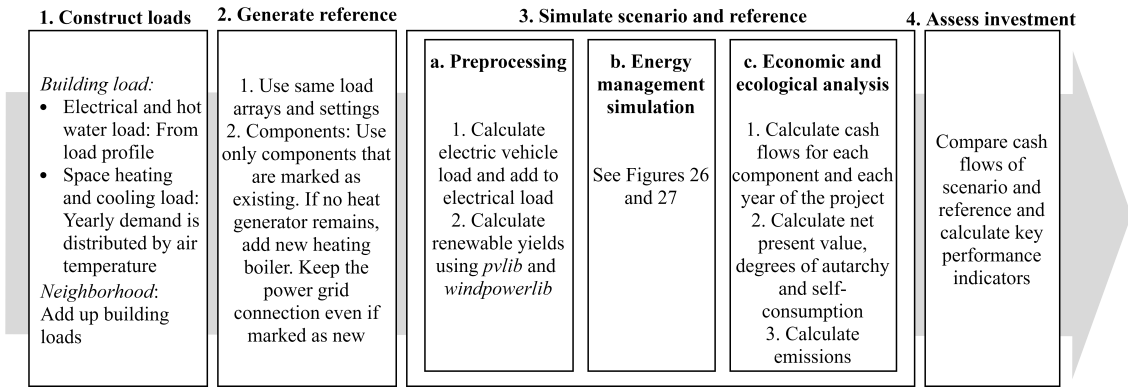 1. Construct loads
Building load:
• Electrical and hot
water load: From
load profile
• Space heating
and cooling load:
Yearly demand is
distributed by air
temperature
Neighborhood:
Add up building
loads
2. Generate reference
1. Use same load
arrays and settings
2. Components: Use
only components that
are marked as
existing. If no heat
generator remains,
add new heating
boiler. Keep the
power grid
connection even if
marked as new
3. Simulate scenario and reference
a. Preprocessing
1. Calculate
electric vehicle
load and add to
electrical load
2. Calculate
renewable yields
using pvlib and
windpowerlib
b. Energy
management
simulation
See Figures 26
and 27
c. Economic and
ecological analysis
1. Calculate cash
flows for each
component and each
year of the project
2. Calculate net
present value,
degrees of autarchy
and self-
consumption
3. Calculate
emissions
4. Assess investment
Compare cash
flows of
scenario and
reference and
calculate key
performance
indicators